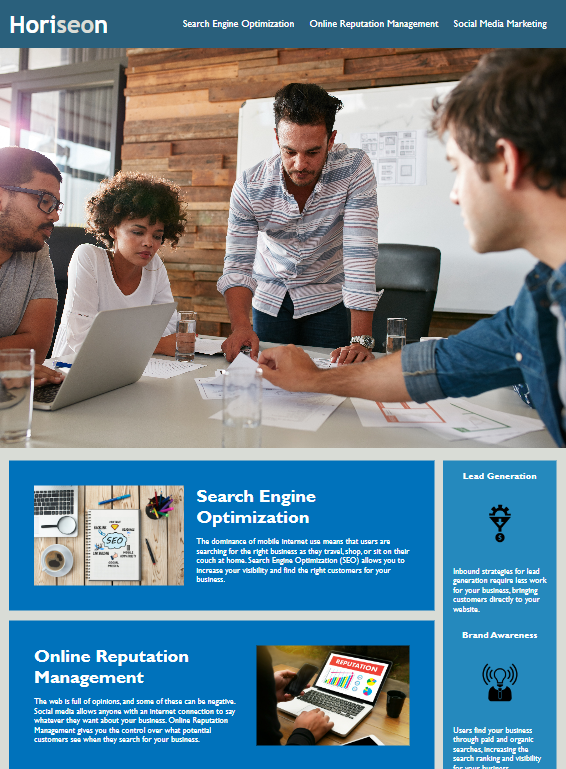 Horiseon
Search Engine Optimization Online Reputation Management Social Media Marketing
SEO
Search Engine
Optimization
The dominance of mobile internet use means that users are
searching for the right business as they travel, shop, or sit on their
couch at home. Search Engine Optimization (SEO) allows you to
increase your visibility and find the right customers for your
business.
Online Reputation
Management
The web is full of opinions, and some of these can be negative.
Social media allows anyone with an internet connection to say
whatever they want about your business. Online Reputation
Management gives you the control over what potential
customers see when they search for your business.
REPUTATION
Lead Generation
$
Inbound strategies for lead
generation require less work
for your business, bringing
customers directly to your
website.
Brand Awareness
Users find your business
through paid and organic
searches, increasing the
search ranking and visibility
for your business.